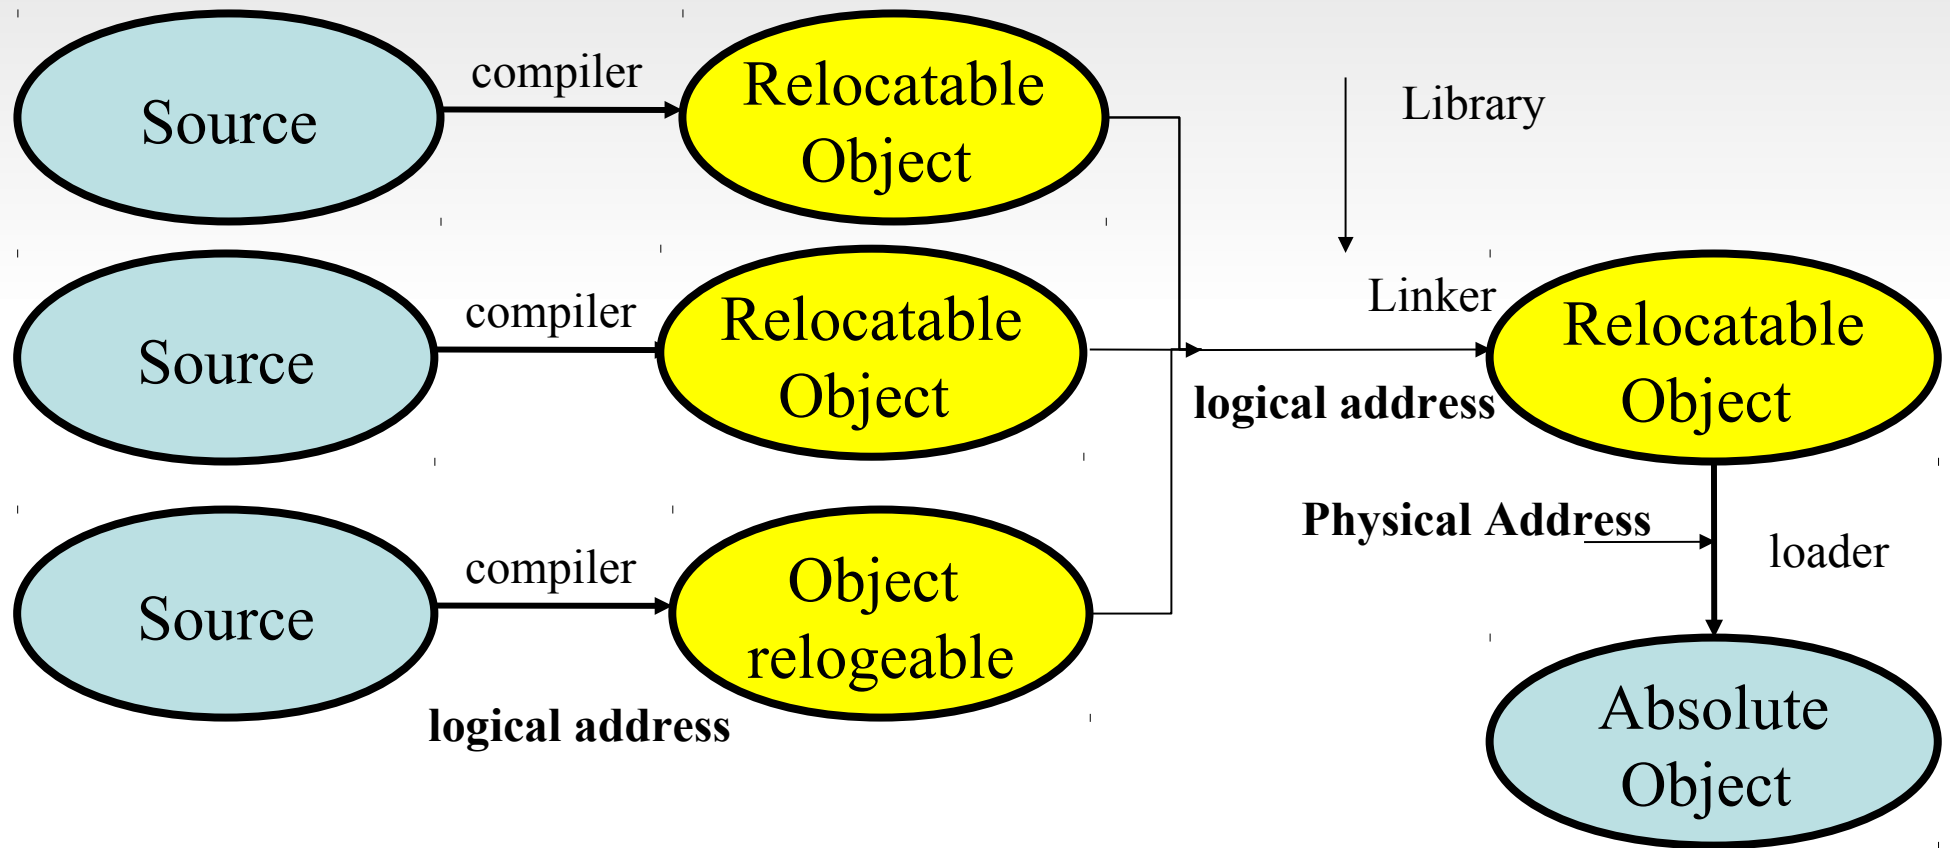 Source
compiler
Relocatable
Object
Library
Source
compiler
Relocatable
Object
Linker
logical address
Relocatable
Object
Source
compiler
Object
relogeable
logical address
Physical Address
loader
Absolute
Object